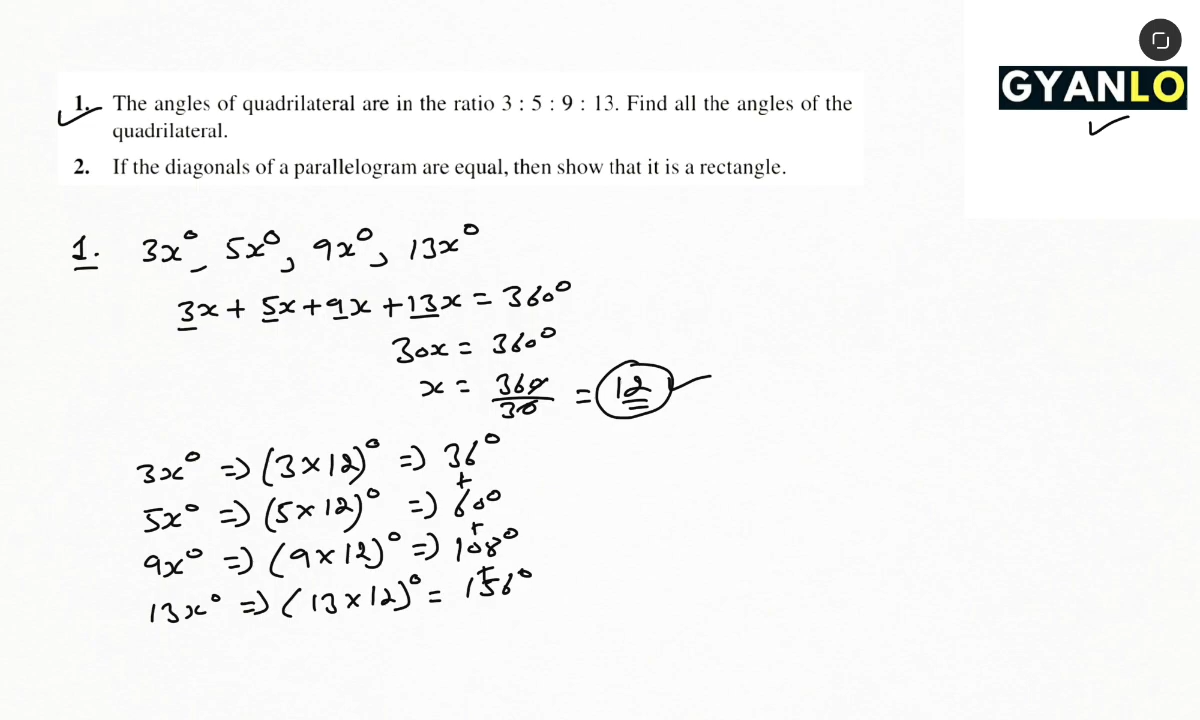 GYANLO
1. The angles of quadrilateral are in the ratio 3 : 5 : 9 : 13. Find all the angles of the
quadrilateral.
2. If the diagonals of a parallelogram are equal, then show that it is a rectangle.
1. 3x°, 5x°, 9x°, 13x°
3x + 5x + 9x + 13x = 360°
30x = 360°
x = 360/30 = 12
3x° => (3×12)° => 36°
+
5x° => (5×12)° => 60°
+
9x° => (9×12)° => 108°
+
13x° => (13×12)° = 156°